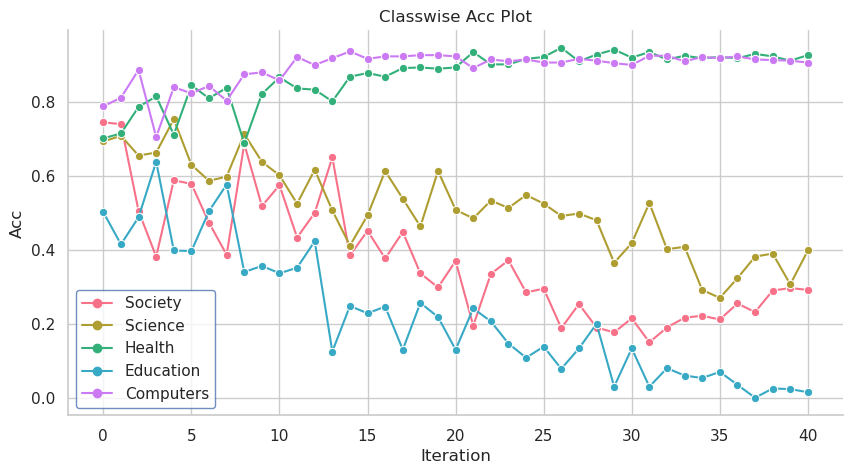 Classwise Acc Plot
Acc
0.8
0.6
0.4
0.2
0.0
Society
Science
Health
Education
Computers
0 5 10 15 20 25 30 35 40
Iteration